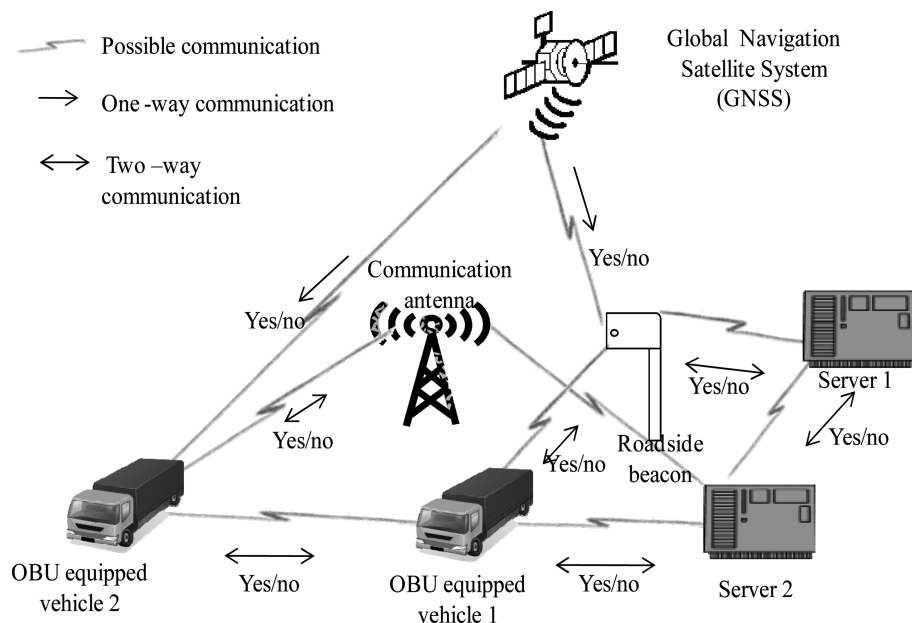 Possible communication
One -way communication
Two –way
communication
Global Navigation
Satellite System
(GNSS)
Yes/no
Communication
antenna
Yes/no
Yes/no
Yes/no
Server 1
Yes/no
Roadside
beacon
Yes/no
Yes/no
OBU equipped
vehicle 2
Yes/no
OBU equipped
vehicle 1
Yes/no
Server 2